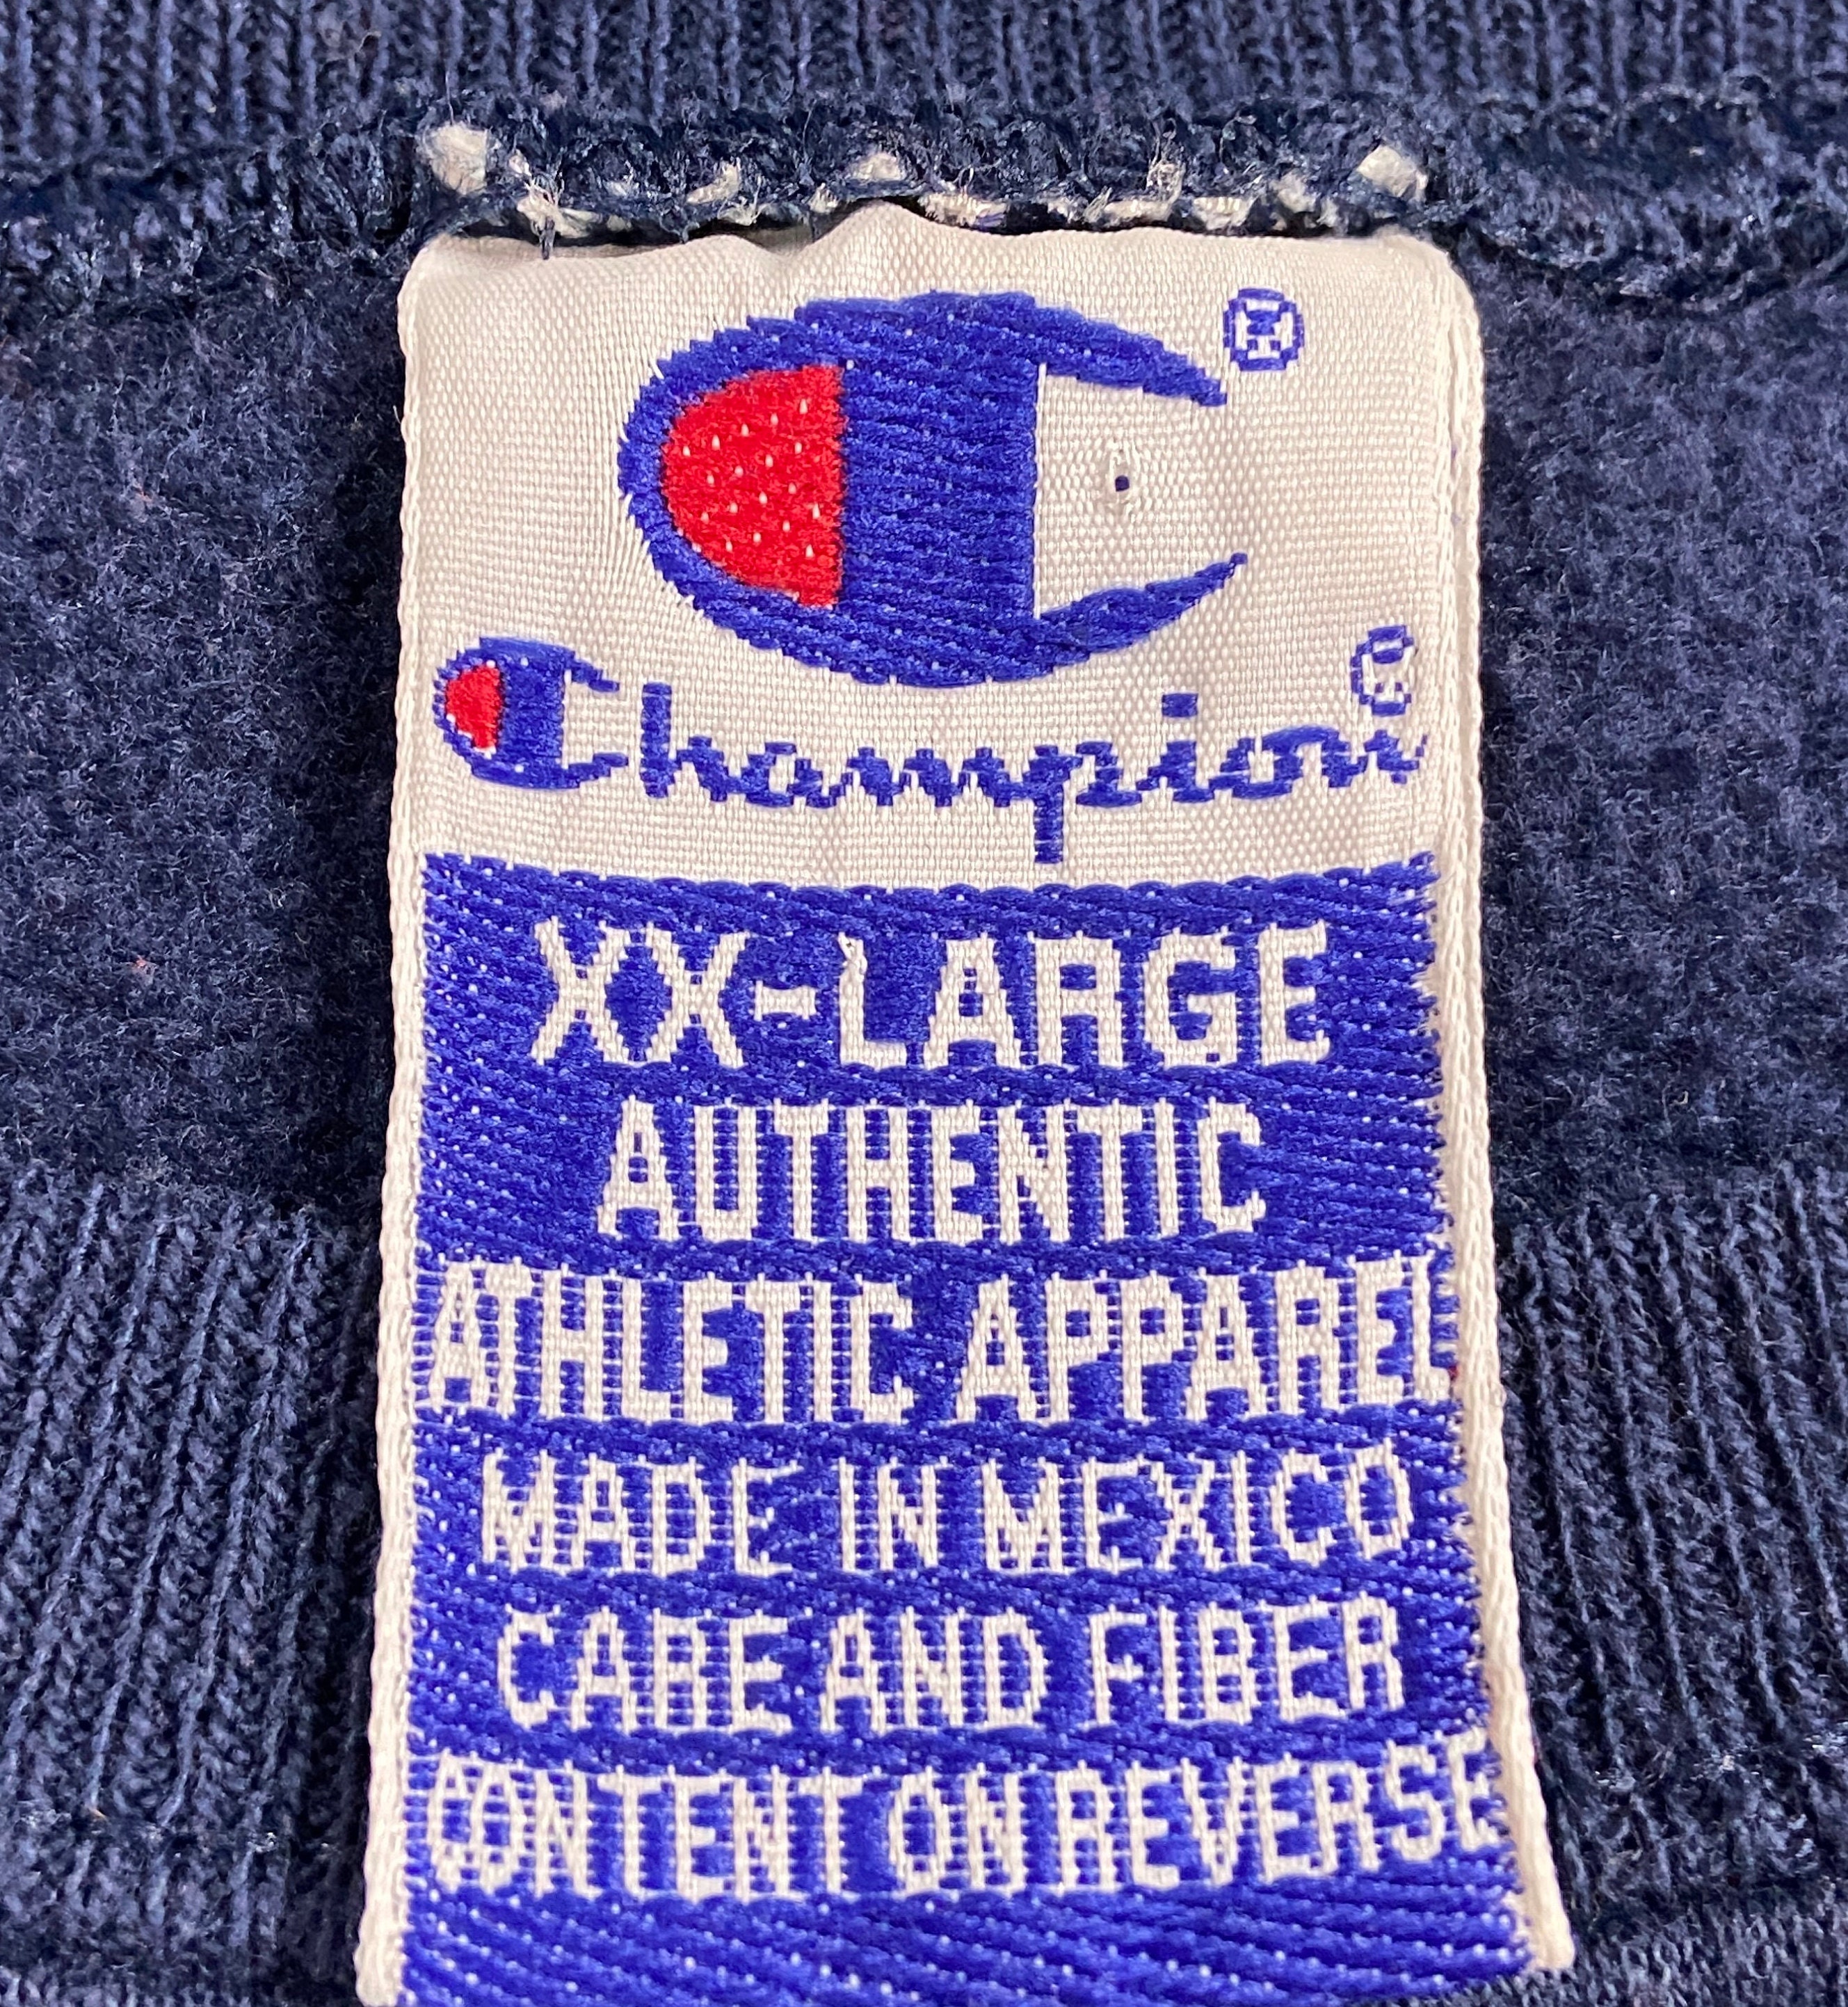 Champion®
XX-LARGE
AUTHENTIC
ATHLETIC APPAREL
MADE IN MEXICO
CARE AND FIBER
CONTENT ON REVERSE